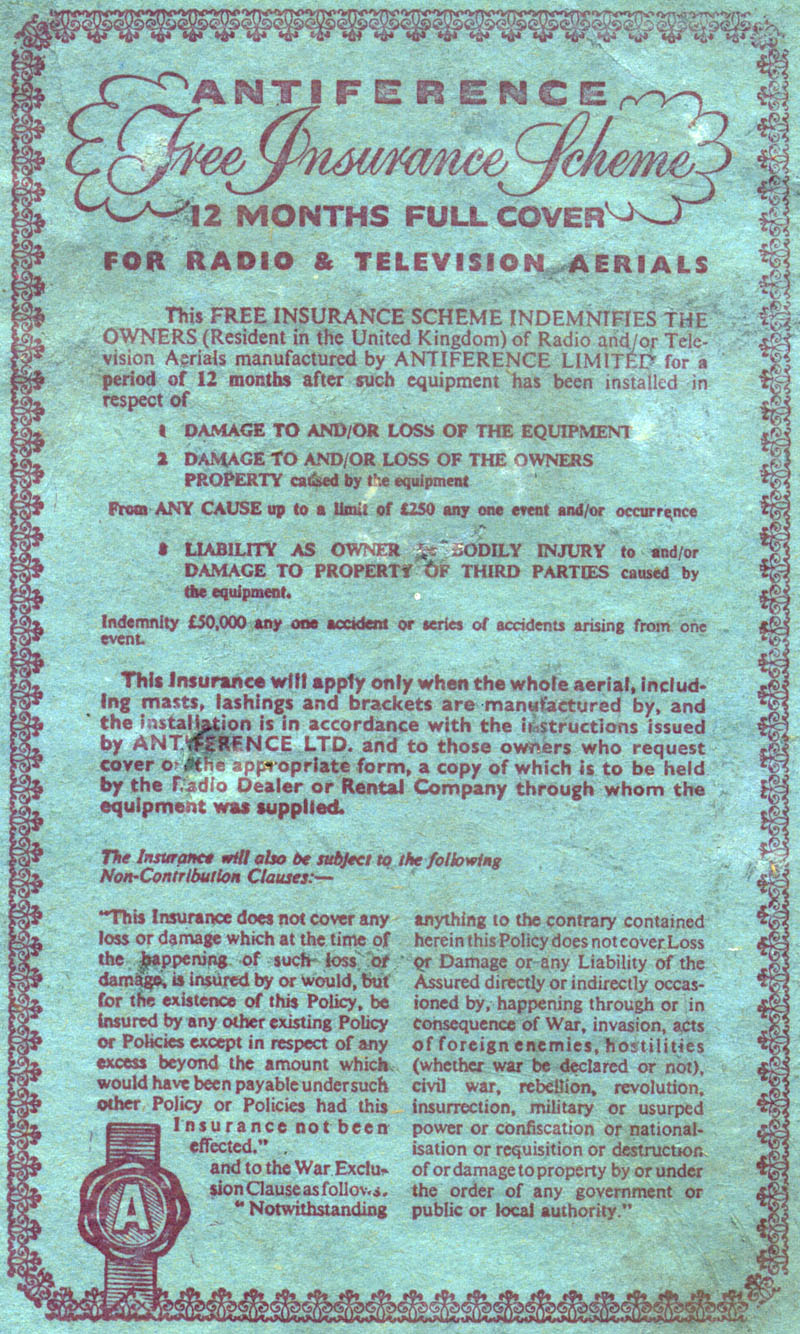 ANTIFERENCE
Free Insurance Scheme
12 MONTHS FULL COVER
FOR RADIO & TELEVISION AERIALS
This FREE INSURANCE SCHEME INDEMNIFIES THE
OWNERS (Resident in the United Kingdom) of Radio and/or Tele-
vision Aerials manufactured by ANTIFERENCE LIMITED for a
period of 12 months after such equipment has been installed in
respect of
1 DAMAGE TO AND/OR LOSS OF THE EQUIPMENT
2 DAMAGE TO AND/OR LOSS OF THE OWNERS
PROPERTY caused by the equipment
From ANY CAUSE up to a limit of £250 any one event and/or occurrence
3 LIABILITY AS OWNER BODILY INJURY to and/or
DAMAGE TO PROPERTY OF THIRD PARTIES caused by
the equipment.
Indemnity £50,000 any one accident or series of accidents arising from one
event.
This Insurance will apply only when the whole aerial, includ-
ing masts, lashings and brackets are manufactured by, and
the installation is in accordance with the instructions issued
by ANTIFERENCE LTD. and to those owners who request
cover on the appropriate form, a copy of which is to be held
by the Radio Dealer or Rental Company through whom the
equipment was supplied.
The Insurance will also be subject to the following
Non-Contribution Clauses:—
"This Insurance does not cover any
loss or damage which at the time of
the happening of such loss or
damage, is insured by or would, but
for the existence of this Policy, be
insured by any other existing Policy
or Policies except in respect of any
excess beyond the amount which
would have been payable under such
other Policy or Policies had this
Insurance not been
effected."
and to the War Exclu-
sion Clause as follows.
"Notwithstanding
anything to the contrary contained
herein this Policy does not cover Loss
or Damage or any Liability of the
Assured directly or indirectly occas-
ioned by, happening through or in
consequence of War, invasion, acts
of foreign enemies, hostilities
(whether war be declared or not),
civil war, rebellion, revolution,
insurrection, military or usurped
power or confiscation or national-
isation or requisition or destruction
of or damage to property by or under
the order of any government or
public or local authority."
A